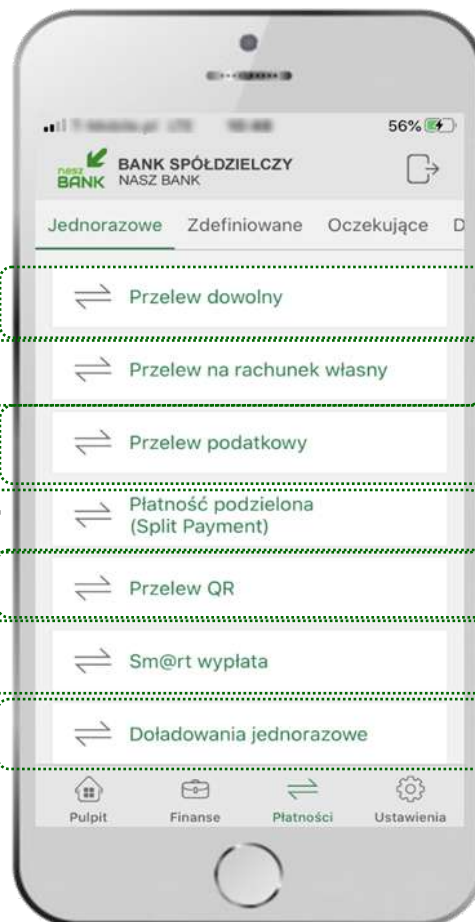 56%
nasz
BANK
BANK SPÓŁDZIELCZY
NASZ BANK
Jednorazowe Zdefiniowane Oczekujące D
Przelew dowolny
Przelew na rachunek własny
Przelew podatkowy
Płatność podzielona
(Split Payment)
Przelew QR
Sm@rt wypłata
Doładowania jednorazowe
Pulpit Finanse Płatności Ustawienia